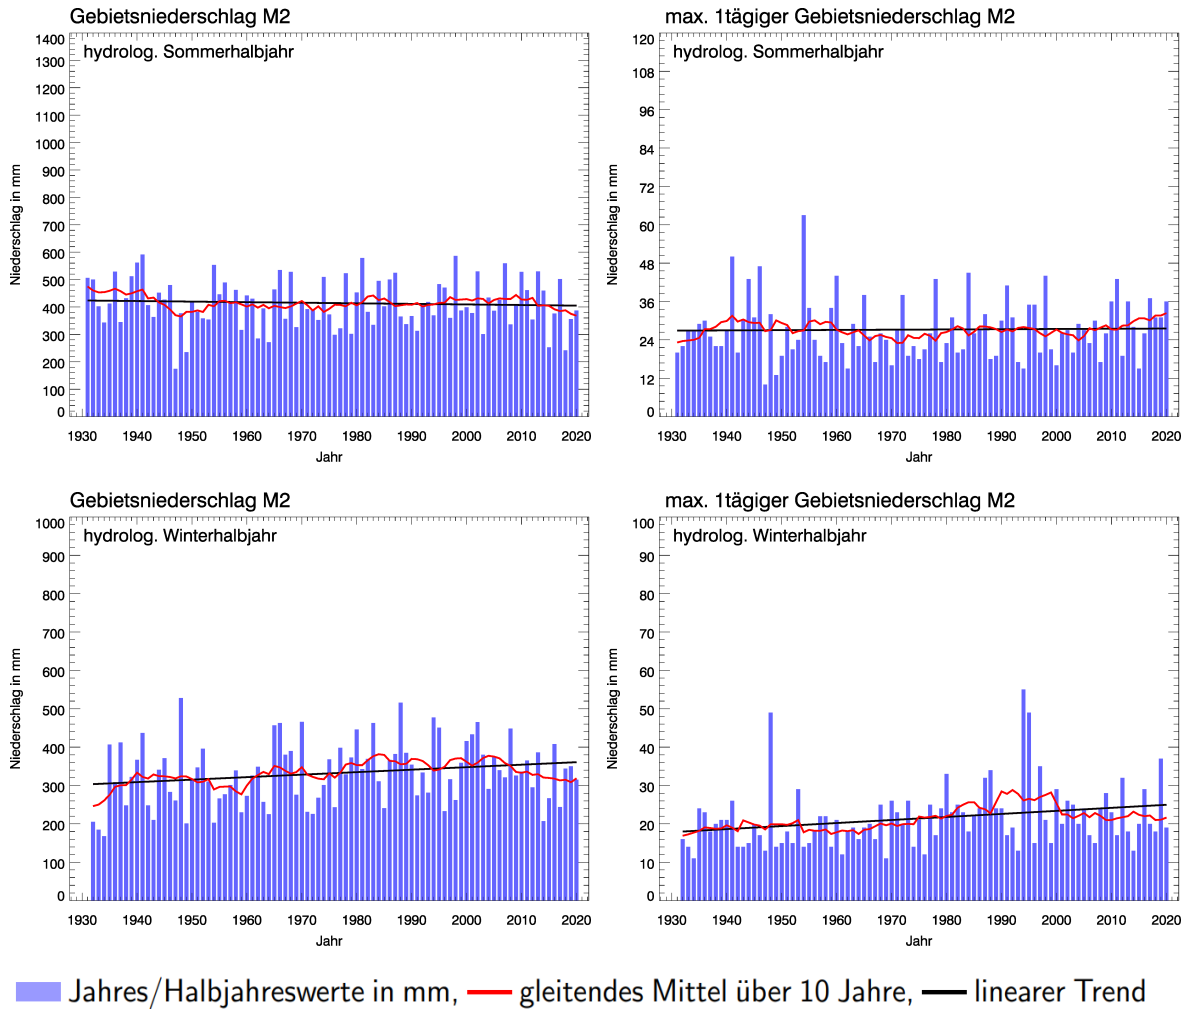 Gebietsniederschlag M2
hydrolog. Sommerhalbjahr
Niederschlag in mm
1400
1300
1200
1100
1000
900
800
700
600
500
400
300
200
100
0
1930 1940 1950 1960 1970 1980 1990 2000 2010 2020
Jahr
max. 1tägiger Gebietsniederschlag M2
hydrolog. Sommerhalbjahr
Niederschlag in mm
120
108
96
84
72
60
48
36
24
12
0
1930 1940 1950 1960 1970 1980 1990 2000 2010 2020
Jahr
Gebietsniederschlag M2
hydrolog. Winterhalbjahr
Niederschlag in mm
1000
900
800
700
600
500
400
300
200
100
0
1930 1940 1950 1960 1970 1980 1990 2000 2010 2020
Jahr
max. 1tägiger Gebietsniederschlag M2
hydrolog. Winterhalbjahr
Niederschlag in mm
100
90
80
70
60
50
40
30
20
10
0
1930 1940 1950 1960 1970 1980 1990 2000 2010 2020
Jahr
Jahres/Halbjahreswerte in mm, gleitendes Mittel über 10 Jahre, linearer Trend